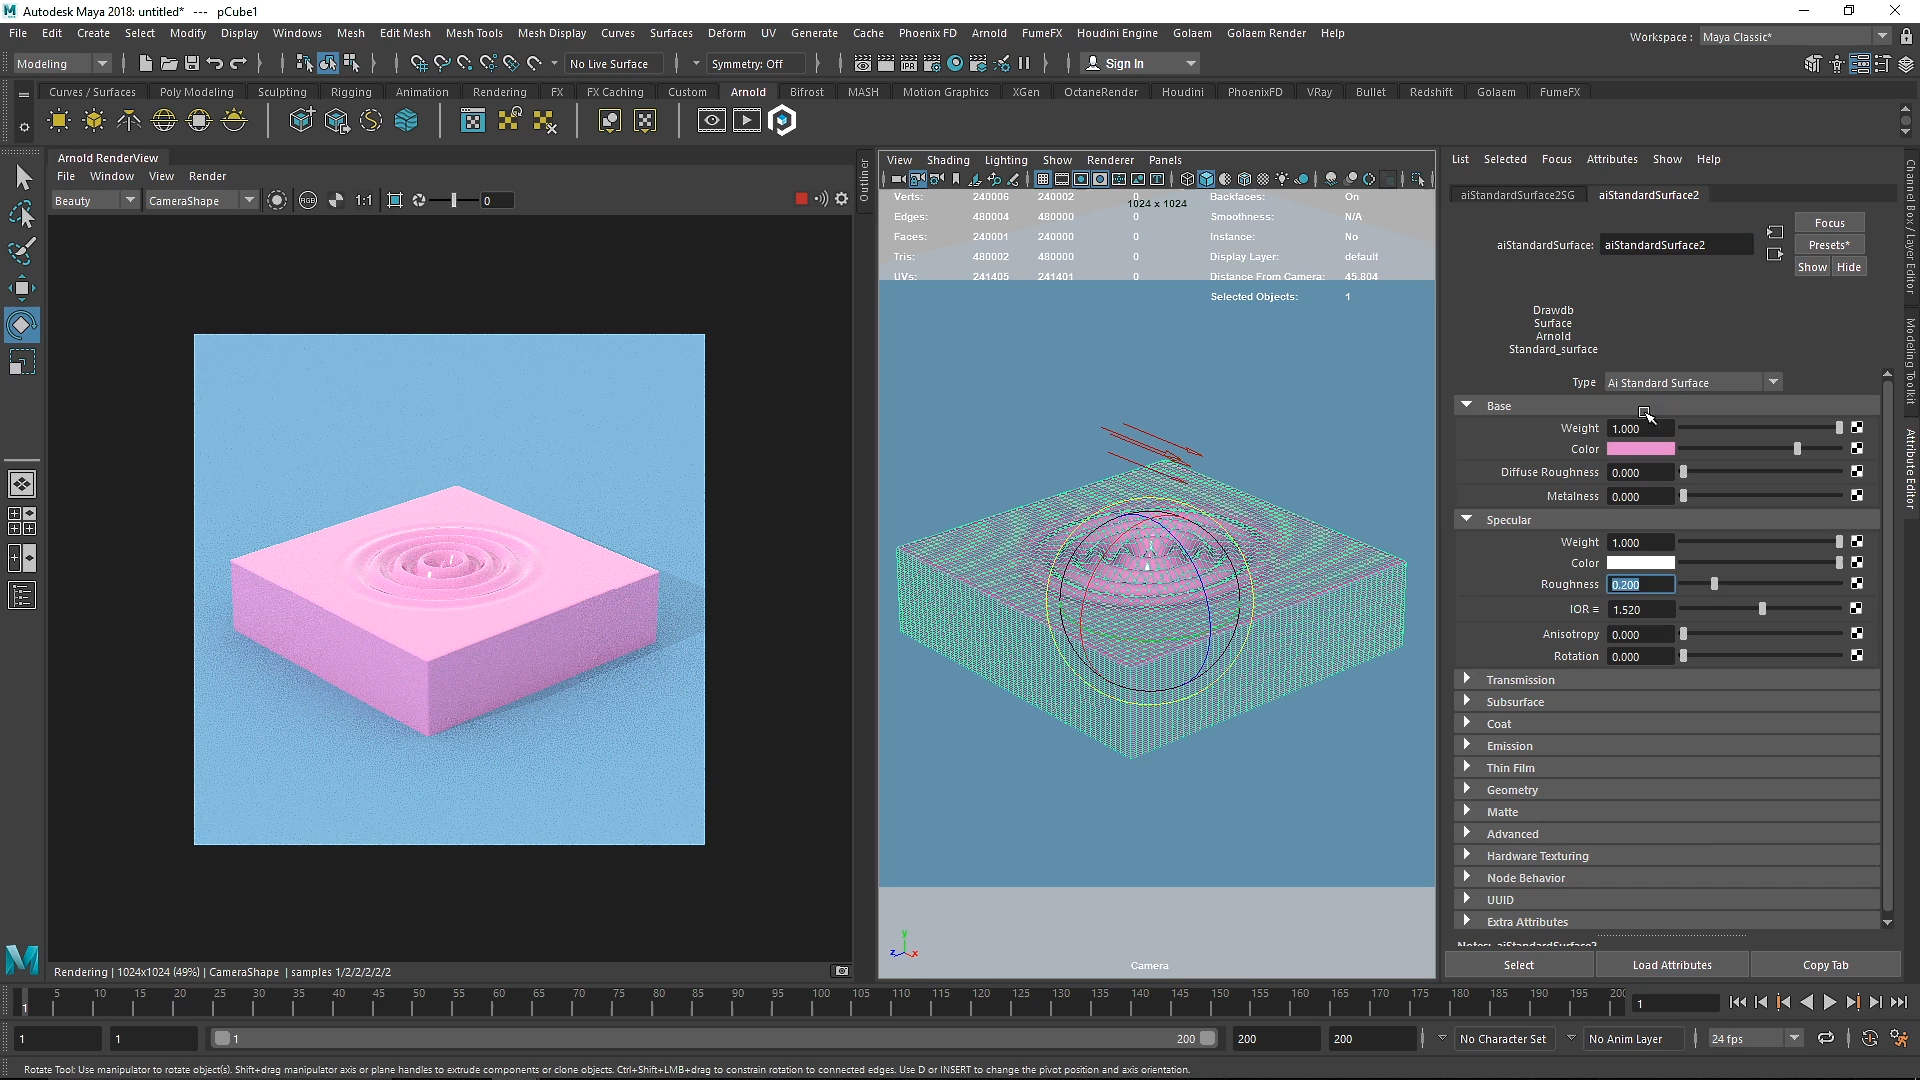 Autodesk Maya 2018: untitled* --- pCube1
File Edit Create Select Modify Display Windows Mesh Edit Mesh Mesh Tools Mesh Display Curves Surfaces Deform UV Generate Cache Phoenix FD Arnold FumeFX Houdini Engine Golaem Golaem Render Help
Workspace : Maya Classic*
Modeling No Live Surface Symmetry: Off Sign In
Curves / Surfaces Poly Modeling Sculpting Rigging Animation Rendering FX FX Caching Custom Arnold Bifrost MASH Motion Graphics XGen OctaneRender Houdini PhoenixFD VRay Bullet Redshift Golaem FumeFX
Arnold RenderView
File Window View Render
Beauty CameraShape 1:1 0
Outliner
View Shading Lighting Show Renderer Panels
Verts: 240006 240002 0 Backfaces: On
1024 x 1024
Edges: 480004 480000 0 Smoothness: N/A
Faces: 240001 240000 0 Instance: No
Tris: 480002 480000 0 Display Layer: default
UVs: 241405 241401 0 Distance From Camera: 45.804
Selected Objects: 1
Camera
List Selected Focus Attributes Show Help
aiStandardSurface2SG aiStandardSurface2
aiStandardSurface: aiStandardSurface2
Focus
Presets*
Show Hide
Drawdb
Surface
Arnold
Standard_surface
Type Ai Standard Surface
Base
Weight 1.000
Color
Diffuse Roughness 0.000
Metalness 0.000
Specular
Weight 1.000
Color
Roughness 0.200
IOR = 1.520
Anisotropy 0.000
Rotation 0.000
Transmission
Subsurface
Coat
Emission
Thin Film
Geometry
Matte
Advanced
Hardware Texturing
Node Behavior
UUID
Extra Attributes
Notes: aiStandardSurface2
Select Load Attributes Copy Tab
Channel Box / Layer Editor
Modeling Toolkit
Attribute Editor
Rendering | 1024x1024 (49%) | CameraShape | samples 1/2/2/2/2/2
1 5 10 15 20 25 30 35 40 45 50 55 60 65 70 75 80 85 90 95 100 105 110 115 120 125 130 135 140 145 150 155 160 165 170 175 180 185 190 195 200 1
1 1 1 200 200 200 No Character Set No Anim Layer 24 fps
Rotate Tool: Use manipulator to rotate object(s). Shift+drag manipulator axis or plane handles to extrude components or clone objects. Ctrl+Shift+LMB+drag to constrain rotation to connected edges. Use D or INSERT to change the pivot position and axis orientation.